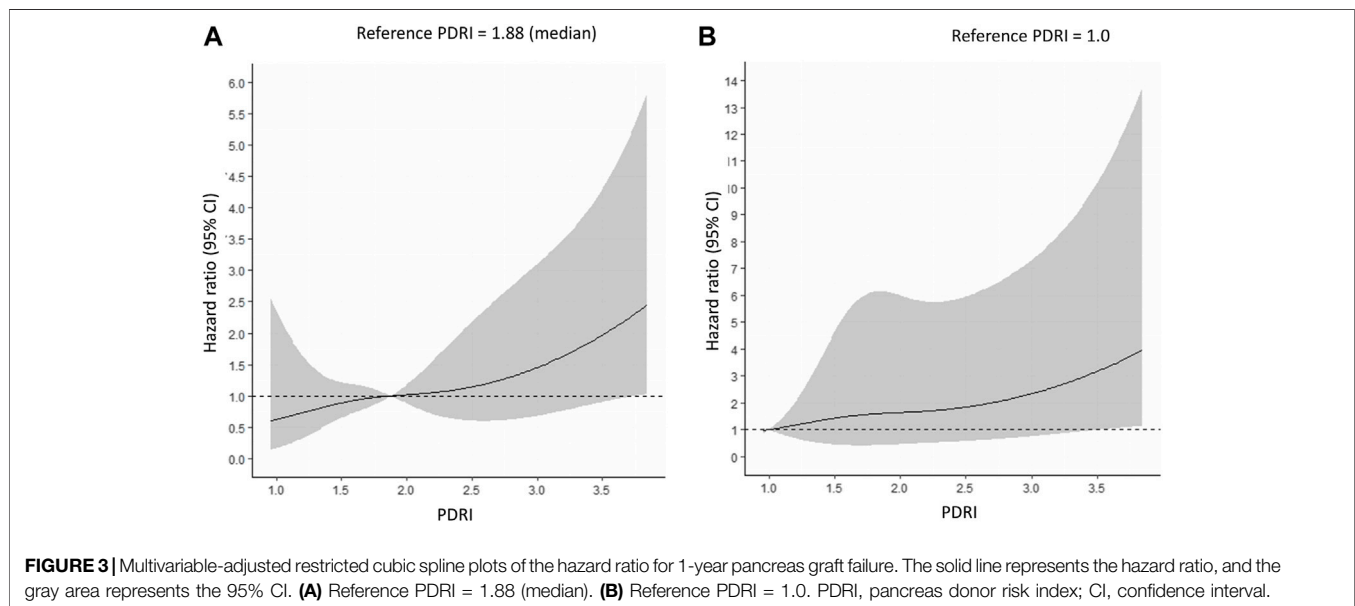 A
Reference PDRI = 1.88 (median)
Hazard ratio (95% CI)
6.0
5.5
5.0
'4.5
4.0
'3.5
3.0
2.5
2.0
1.5
1.0
0.5
0.0
1.0 1.5 2.0 2.5 3.0 3.5
PDRI
B
Reference PDRI = 1.0
Hazard ratio (95% CI)
14
13
12
11
10
9
8
7
6
5
4
3
2
1
0
1.0 1.5 2.0 2.5 3.0 3.5
PDRI
FIGURE 3 | Multivariable-adjusted restricted cubic spline plots of the hazard ratio for 1-year pancreas graft failure. The solid line represents the hazard ratio, and the
gray area represents the 95% CI. (A) Reference PDRI = 1.88 (median). (B) Reference PDRI = 1.0. PDRI, pancreas donor risk index; CI, confidence interval.